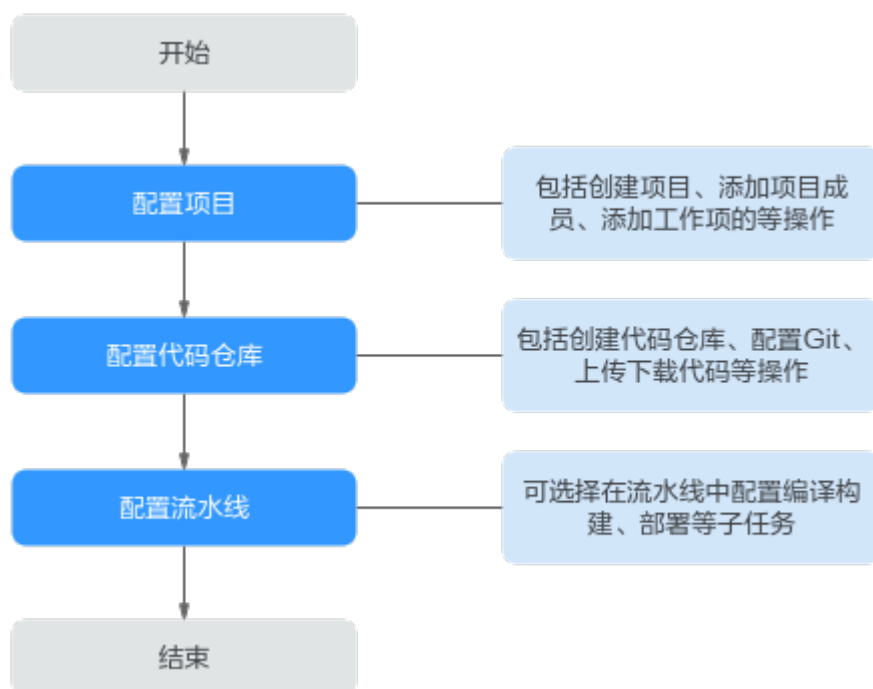 开始
配置项目
包括创建项目、添加项目成
员、添加工作项的等操作
配置代码仓库
包括创建代码仓库、配置Git、
上传下载代码等操作
配置流水线
可选择在流水线中配置编译构
建、部署等子任务
结束